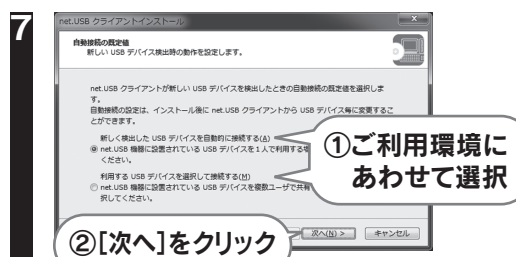 7
net.USB クライアントインストール
自動接続の既定値
新しい USB デバイス検出時の動作を設定します。
net.USB クライアントが新しい USB デバイスを検出したときの自動接続の既定値を選択しま
す。
自動接続の設定は、インストール後に net.USB クライアントから USB デバイス毎に変更するこ
とができます。
新しく検出した USB デバイスを自動的に接続する(A)
net.USB 機器に設置されている USB デバイスを1人で利用する場
ください。
利用する USB デバイスを選択して接続する(M)
net.USB 機器に設置されている USB デバイスを複数ユーザで共有
択してください。
①ご利用環境に
あわせて選択
②[次へ]をクリック
次へ(N) >
キャンセル